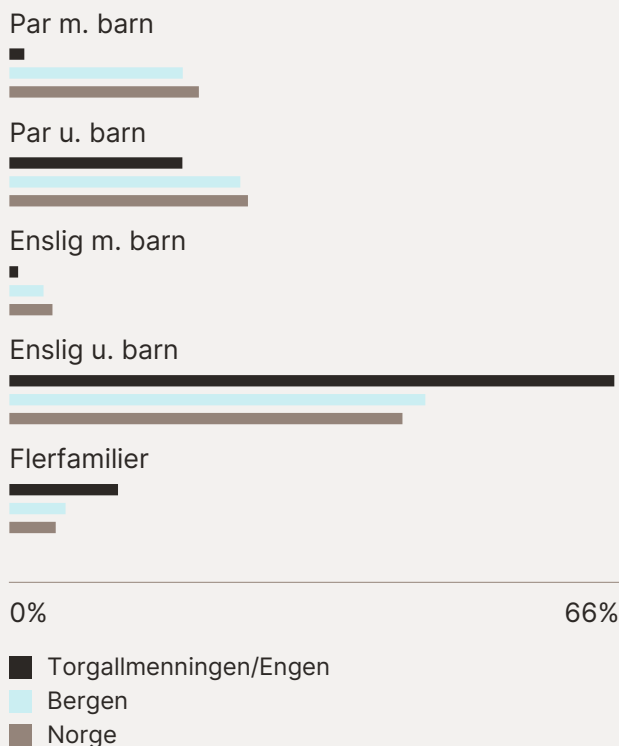 Par m. barn
Par u. barn
Enslig m. barn
Enslig u. barn
Flerfamilier
0% 66%
Torgallmenningen/Engen
Bergen
Norge